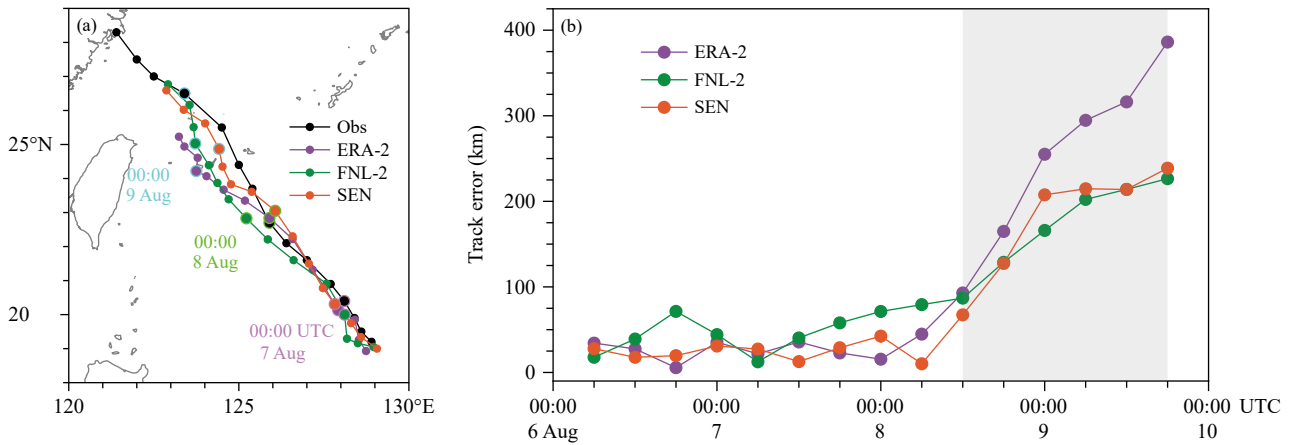 (a)
25°N
20
120
125
130°E
Obs
ERA-2
FNL-2
SEN
00:00
9 Aug
00:00
8 Aug
00:00 UTC
7 Aug
(b)
Track error (km)
400
300
200
100
0
ERA-2
FNL-2
SEN
00:00 00:00 00:00 00:00 00:00 UTC
6 Aug 7 8 9 10